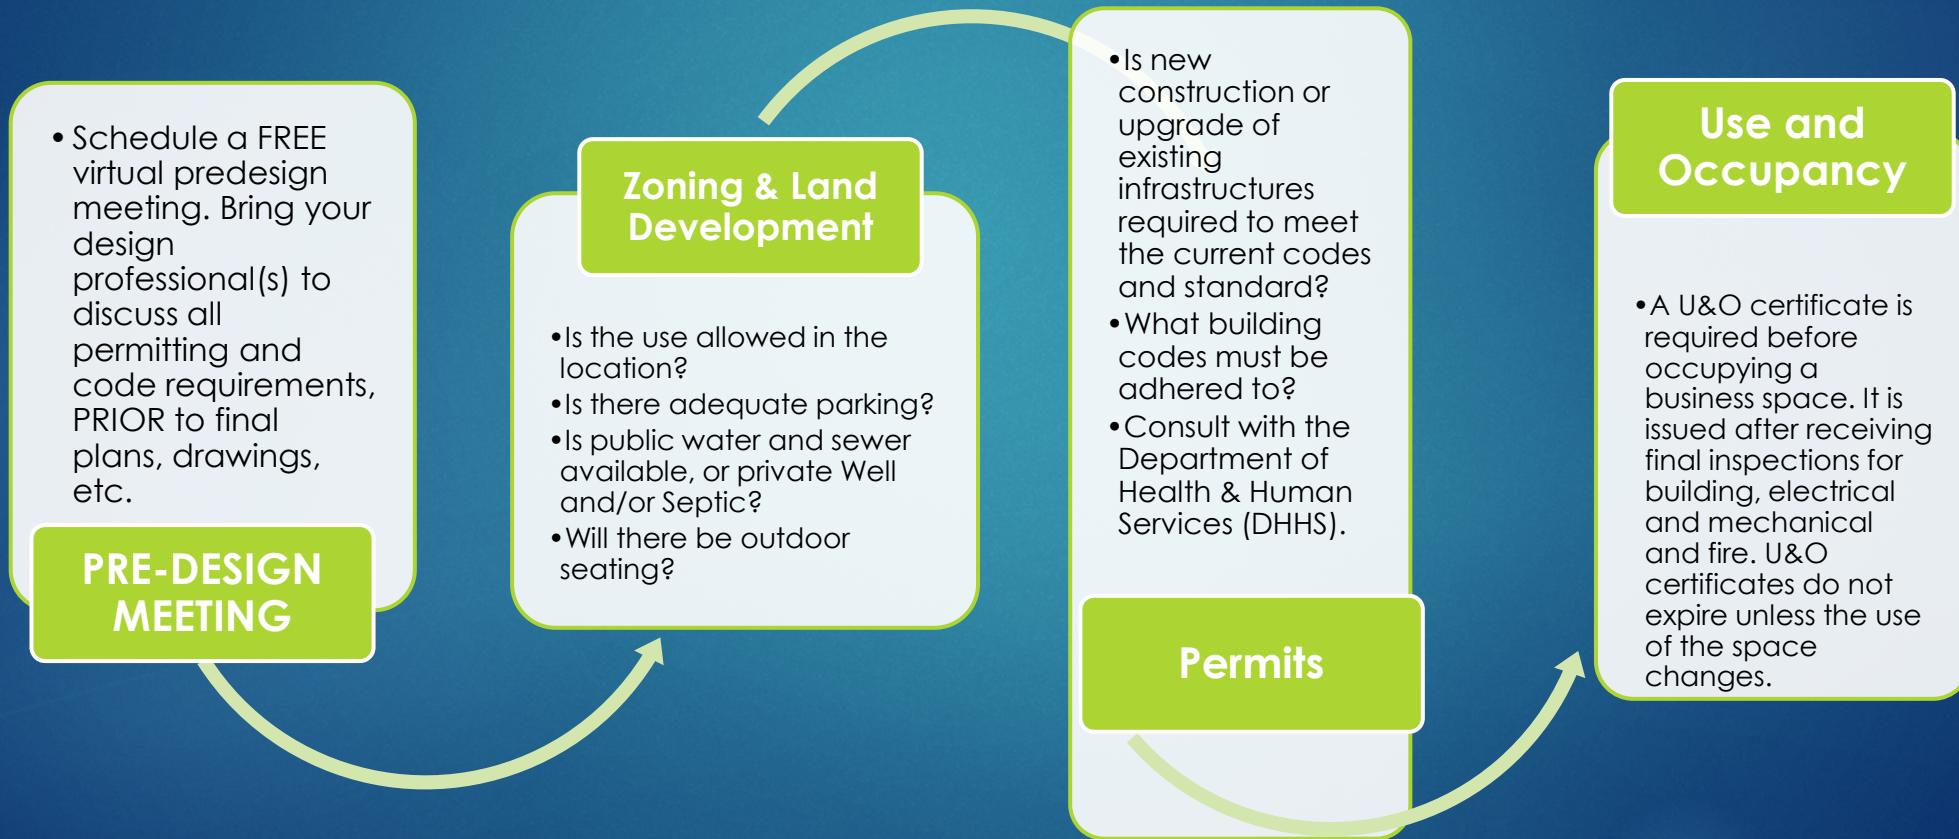 •Schedule a FREE
virtual predesign
meeting. Bring your
design
professional(s) to
discuss all
permitting and
code requirements,
PRIOR to final
plans, drawings,
etc.
PRE-DESIGN
MEETING
Zoning & Land
Development
•Is the use allowed in the
location?
•Is there adequate parking?
•Is public water and sewer
available, or private Well
and/or Septic?
•Will there be outdoor
seating?
•Is new
construction or
upgrade of
existing
infrastructures
required to meet
the current codes
and standard?
•What building
codes must be
adhered to?
•Consult with the
Department of
Health & Human
Services (DHHS).
Permits
Use and
Occupancy
•A U&O certificate is
required before
occupying a
business space. It is
issued after receiving
final inspections for
building, electrical
and mechanical
and fire. U&O
certificates do not
expire unless the use
of the space
changes.